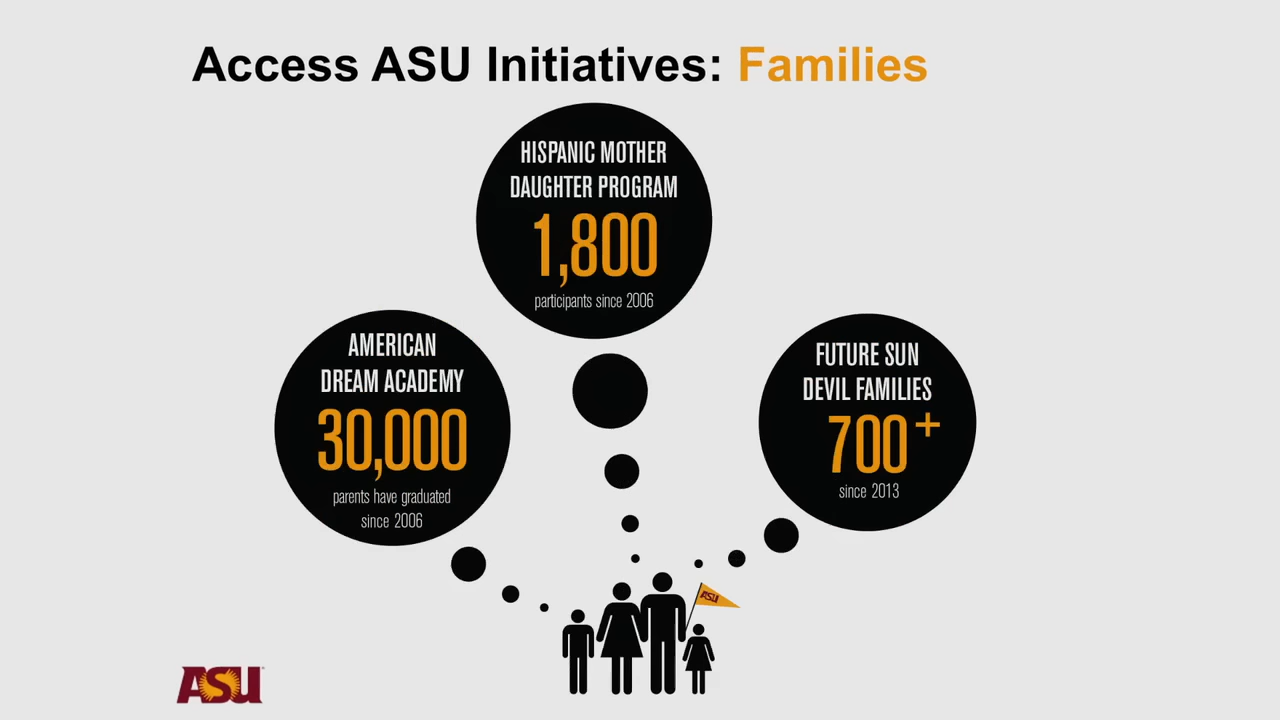 Access ASU Initiatives: Families
HISPANIC MOTHER
DAUGHTER PROGRAM
1,800
participants since 2006
AMERICAN
DREAM ACADEMY
30,000
parents have graduated
since 2006
FUTURE SUN
DEVIL FAMILIES
700+
since 2013
ASU
ASU